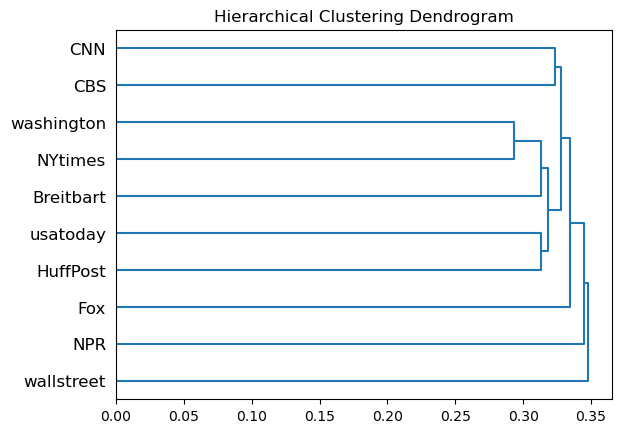 Hierarchical Clustering Dendrogram
CNN
CBS
washington
NYtimes
Breitbart
usatoday
HuffPost
Fox
NPR
wallstreet
0.00 0.05 0.10 0.15 0.20 0.25 0.30 0.35